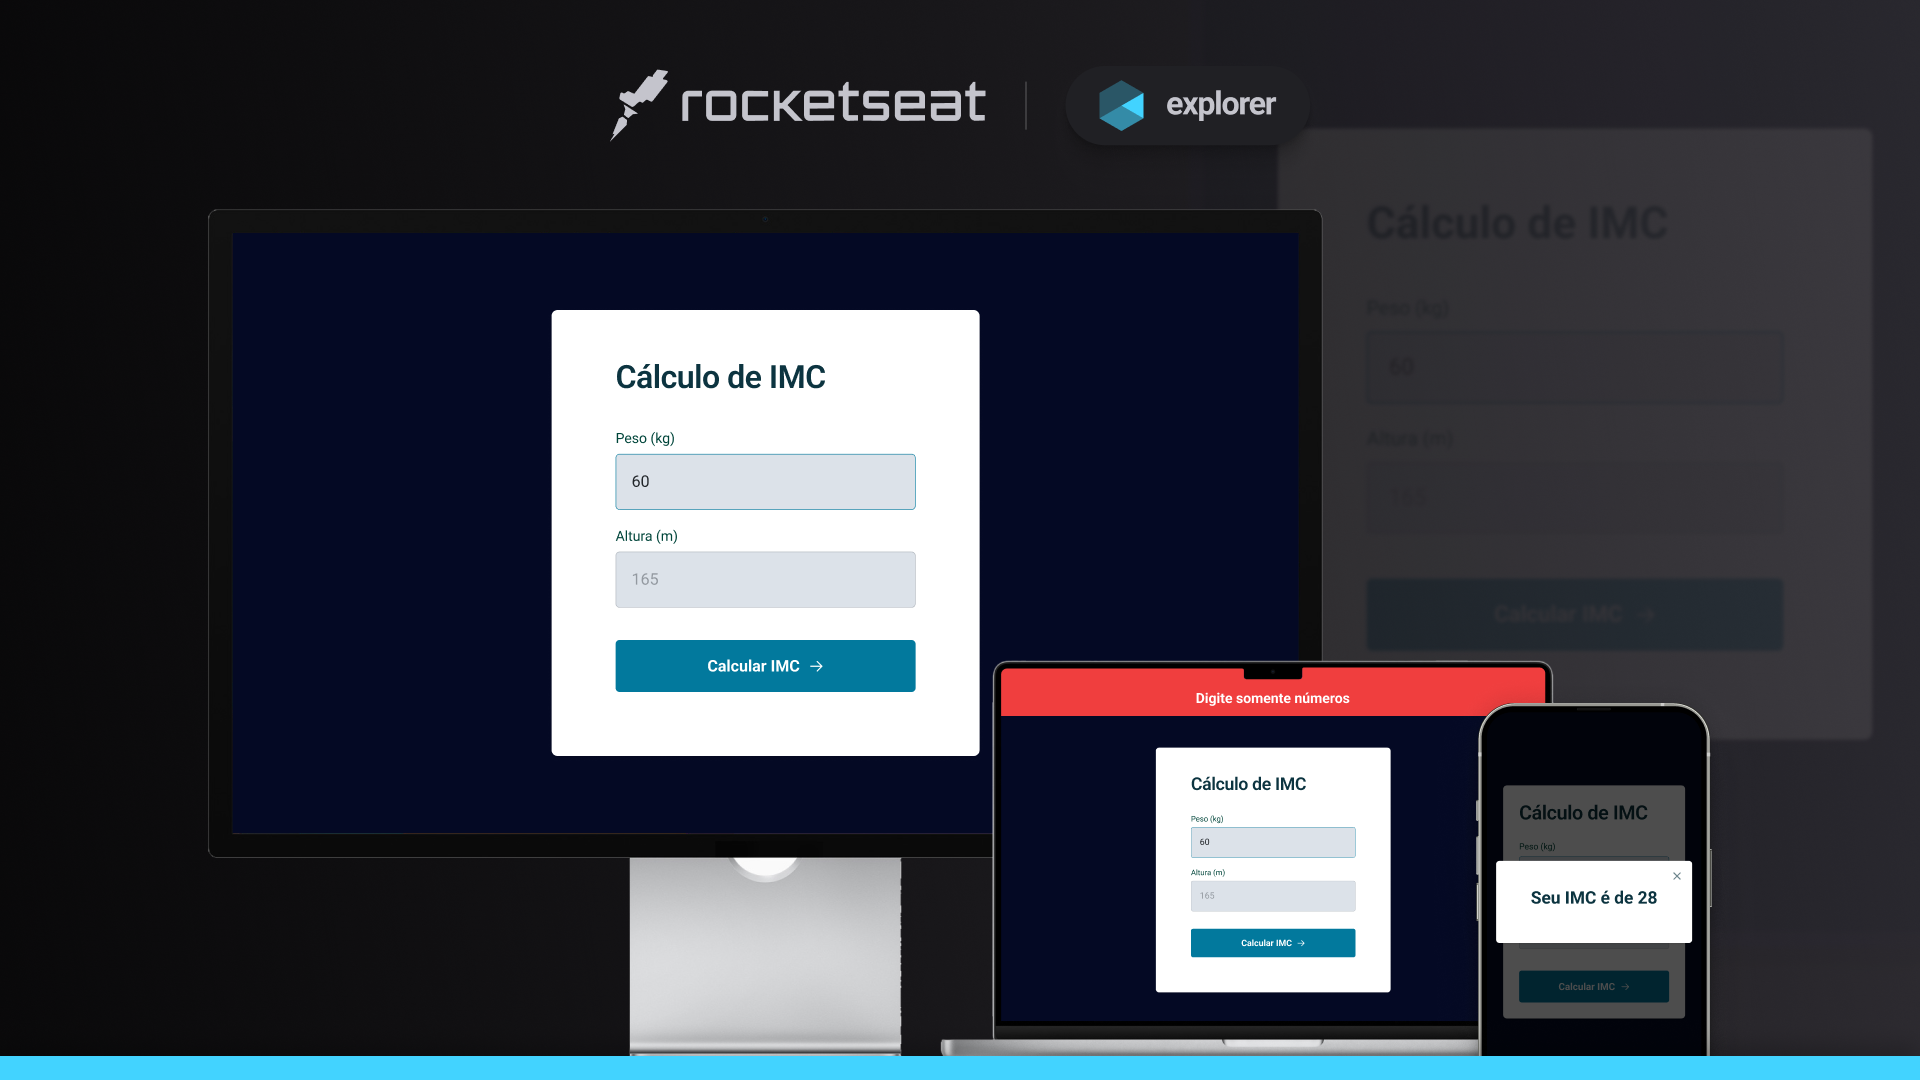 rocketseat
explorer
Cálculo de IMC
Peso (kg)
60
Altura (m)
165
Calcular IMC →
Cálculo de IMC
Peso (kg)
60
Altura (m)
165
Calcular IMC →
Digite somente números
Cálculo de IMC
Peso (kg)
60
Altura (m)
165
Calcular IMC →
Cálculo de IMC
Peso (kg)
Seu IMC é de 28
Calcular IMC →